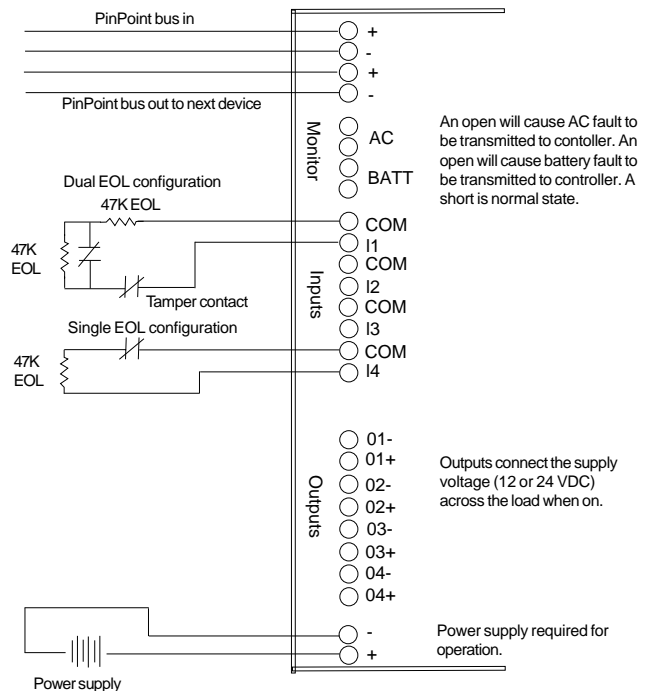 PinPoint bus in
+
-
+
-
PinPoint bus out to next device
Monitor
AC
BATT
An open will cause AC fault to
be transmitted to contoller. An
open will cause battery fault to
be transmitted to controller. A
short is normal state.
Dual EOL configuration
47K EOL
47K
EOL
Tamper contact
Single EOL configuration
47K
EOL
Inputs
COM
I1
COM
I2
COM
I3
COM
I4
Outputs
01-
01+
02-
02+
03-
03+
04-
04+
Outputs connect the supply
voltage (12 or 24 VDC)
across the load when on.
-
+
Power supply required for
operation.
Power supply